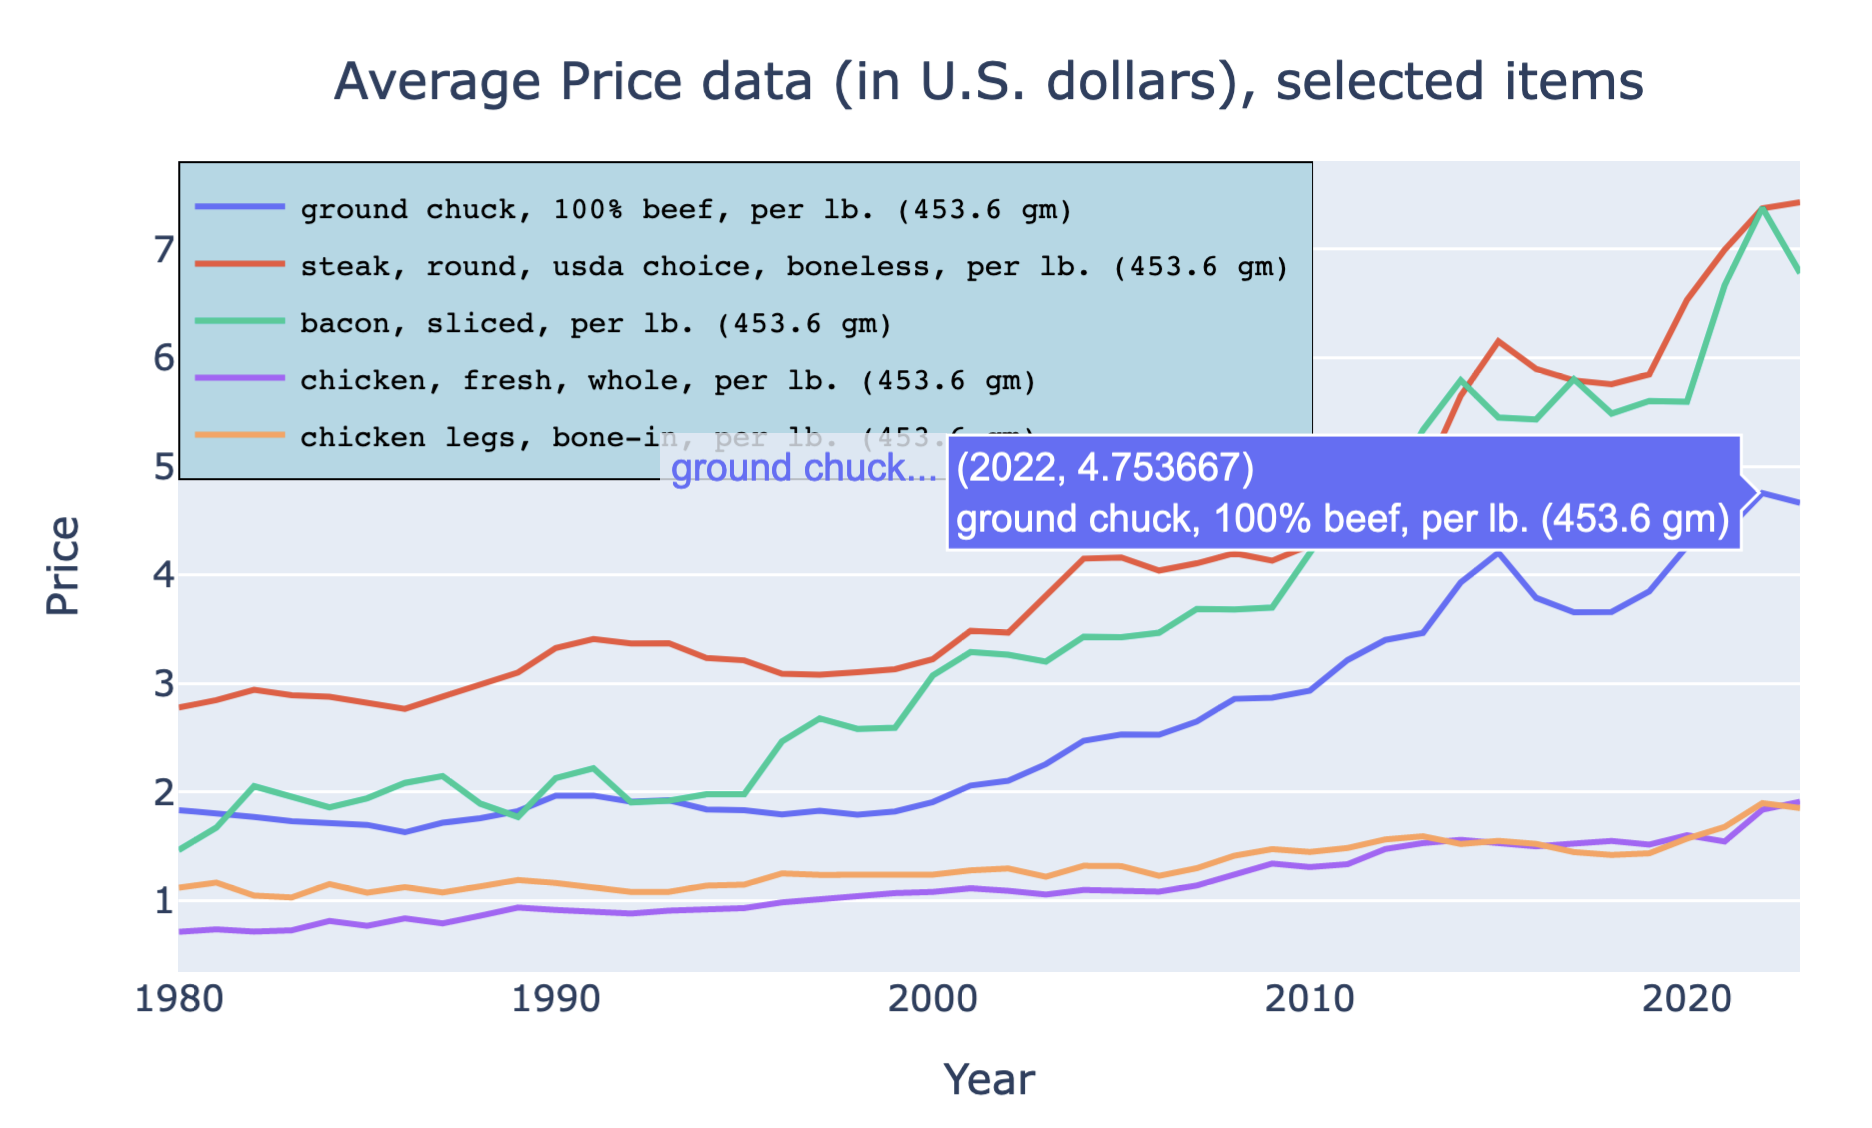 Average Price data (in U.S. dollars), selected items
ground chuck, 100% beef, per lb. (453.6 gm)
steak, round, usda choice, boneless, per lb. (453.6 gm)
bacon, sliced, per lb. (453.6 gm)
chicken, fresh, whole, per lb. (453.6 gm)
chicken legs, bone-in, per lb. (453.6 gm)
ground chuck... (2022, 4.753667)
ground chuck, 100% beef, per lb. (453.6 gm)
7
6
5
4
3
2
1
Price
1980 1990 2000 2010 2020
Year